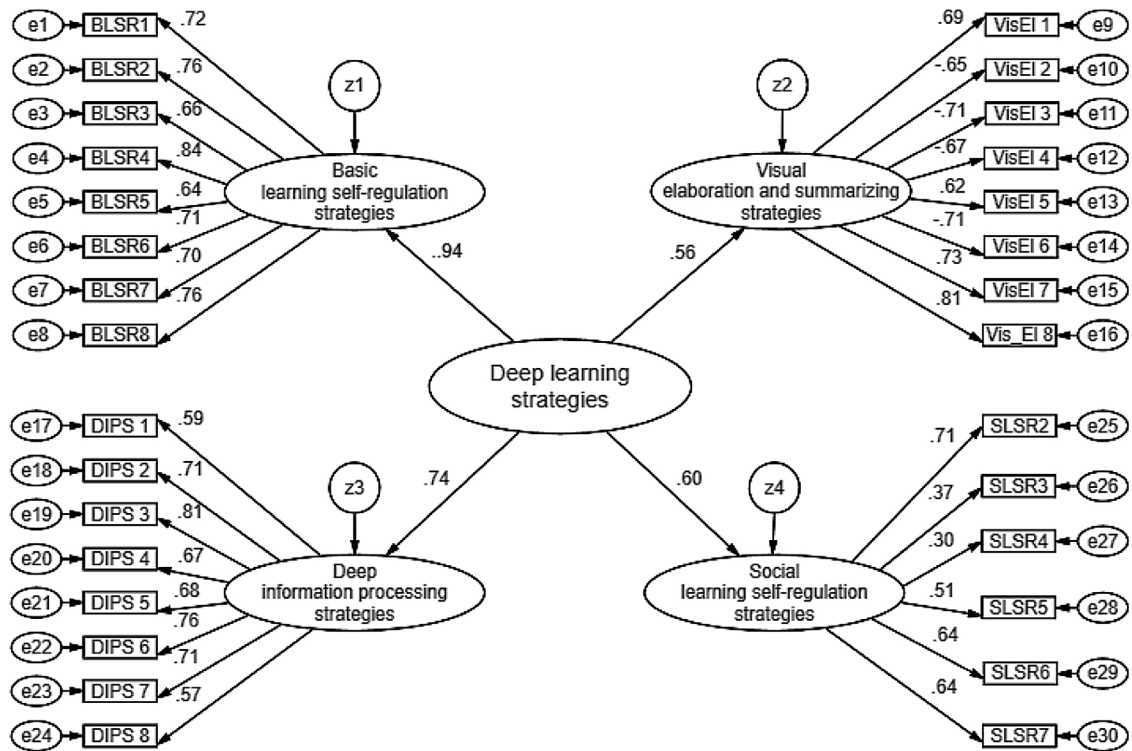 e1 BLSR1 .72
e2 BLSR2 .76
e3 BLSR3 .66
e4 BLSR4 .84
e5 BLSR5 .64
e6 BLSR6 .71
e7 BLSR7 .70
e8 BLSR8 .76
z1
Basic
learning self-regulation
strategies
..94
z2
Visual
elaboration and summarizing
strategies
.56
.69 VisEl 1 e9
-.65 VisEl 2 e10
-.71 VisEl 3 e11
-.67 VisEl 4 e12
.62 VisEl 5 e13
-.71 VisEl 6 e14
.73 VisEl 7 e15
.81 Vis_El 8 e16
Deep learning
strategies
e17 DIPS 1 .59
e18 DIPS 2 .71
e19 DIPS 3 .81
e20 DIPS 4 .67
e21 DIPS 5 .68
e22 DIPS 6 .76
e23 DIPS 7 .71
e24 DIPS 8 .57
z3
Deep
information processing
strategies
.74
z4
Social
learning self-regulation
strategies
.60
.71 SLSR2 e25
.37 SLSR3 e26
.30 SLSR4 e27
.51 SLSR5 e28
.64 SLSR6 e29
.64 SLSR7 e30